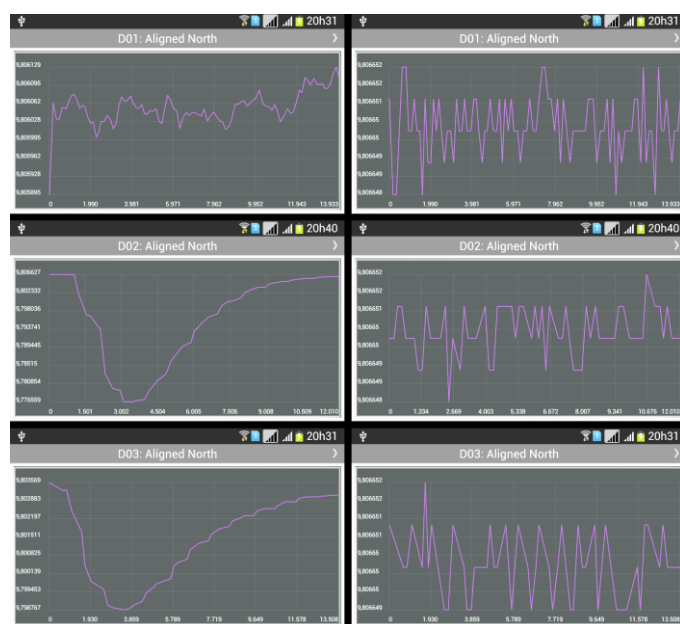 20h31
D01: Aligned North
9,806129
9,806095
9,806062
9,806028
9,805995
9,805962
9,805928
9,805895
0 1.990 3.981 5.971 7.962 9.952 11.943 13.933
20h31
D01: Aligned North
9,806652
9,806652
9,806651
9,806651
9,80665
9,80665
9,806649
9,806648
0 1.990 3.981 5.971 7.962 9.952 11.943 13.933
20h40
D02: Aligned North
9,806627
9,802332
9,798036
9,793741
9,789445
9,78515
9,780854
9,776559
0 1.501 3.002 4.504 6.005 7.506 9.008 10.509 12.010
20h40
D02: Aligned North
9,806652
9,806652
9,806651
9,806651
9,80665
9,80665
9,806649
9,806648
0 1.334 2.669 4.003 5.338 6.672 8.007 9.341 10.676 12.010
20h31
D03: Aligned North
9,803569
9,802883
9,802197
9,801511
9,800825
9,800139
9,799453
9,798767
0 1.930 3.859 5.789 7.719 9.649 11.578 13.508
20h31
D03: Aligned North
9,806652
9,806652
9,806651
9,806651
9,80665
9,80665
9,80665
9,806649
0 1.930 3.859 5.789 7.719 9.649 11.578 13.508